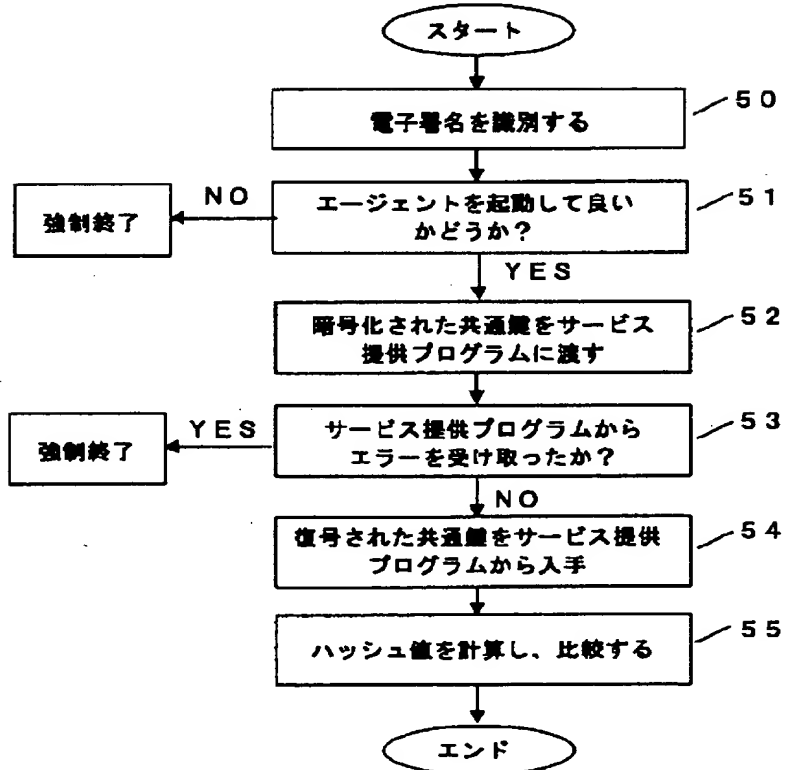 スタート
電子署名を識別する
50
エージェントを起動して良い
かどうか?
51
NO
強制終了
YES
暗号化された共通鍵をサービス
提供プログラムに渡す
52
サービス提供プログラムから
エラーを受け取ったか?
53
YES
強制終了
NO
復号された共通鍵をサービス提供
プログラムから入手
54
ハッシュ値を計算し、比較する
55
エンド